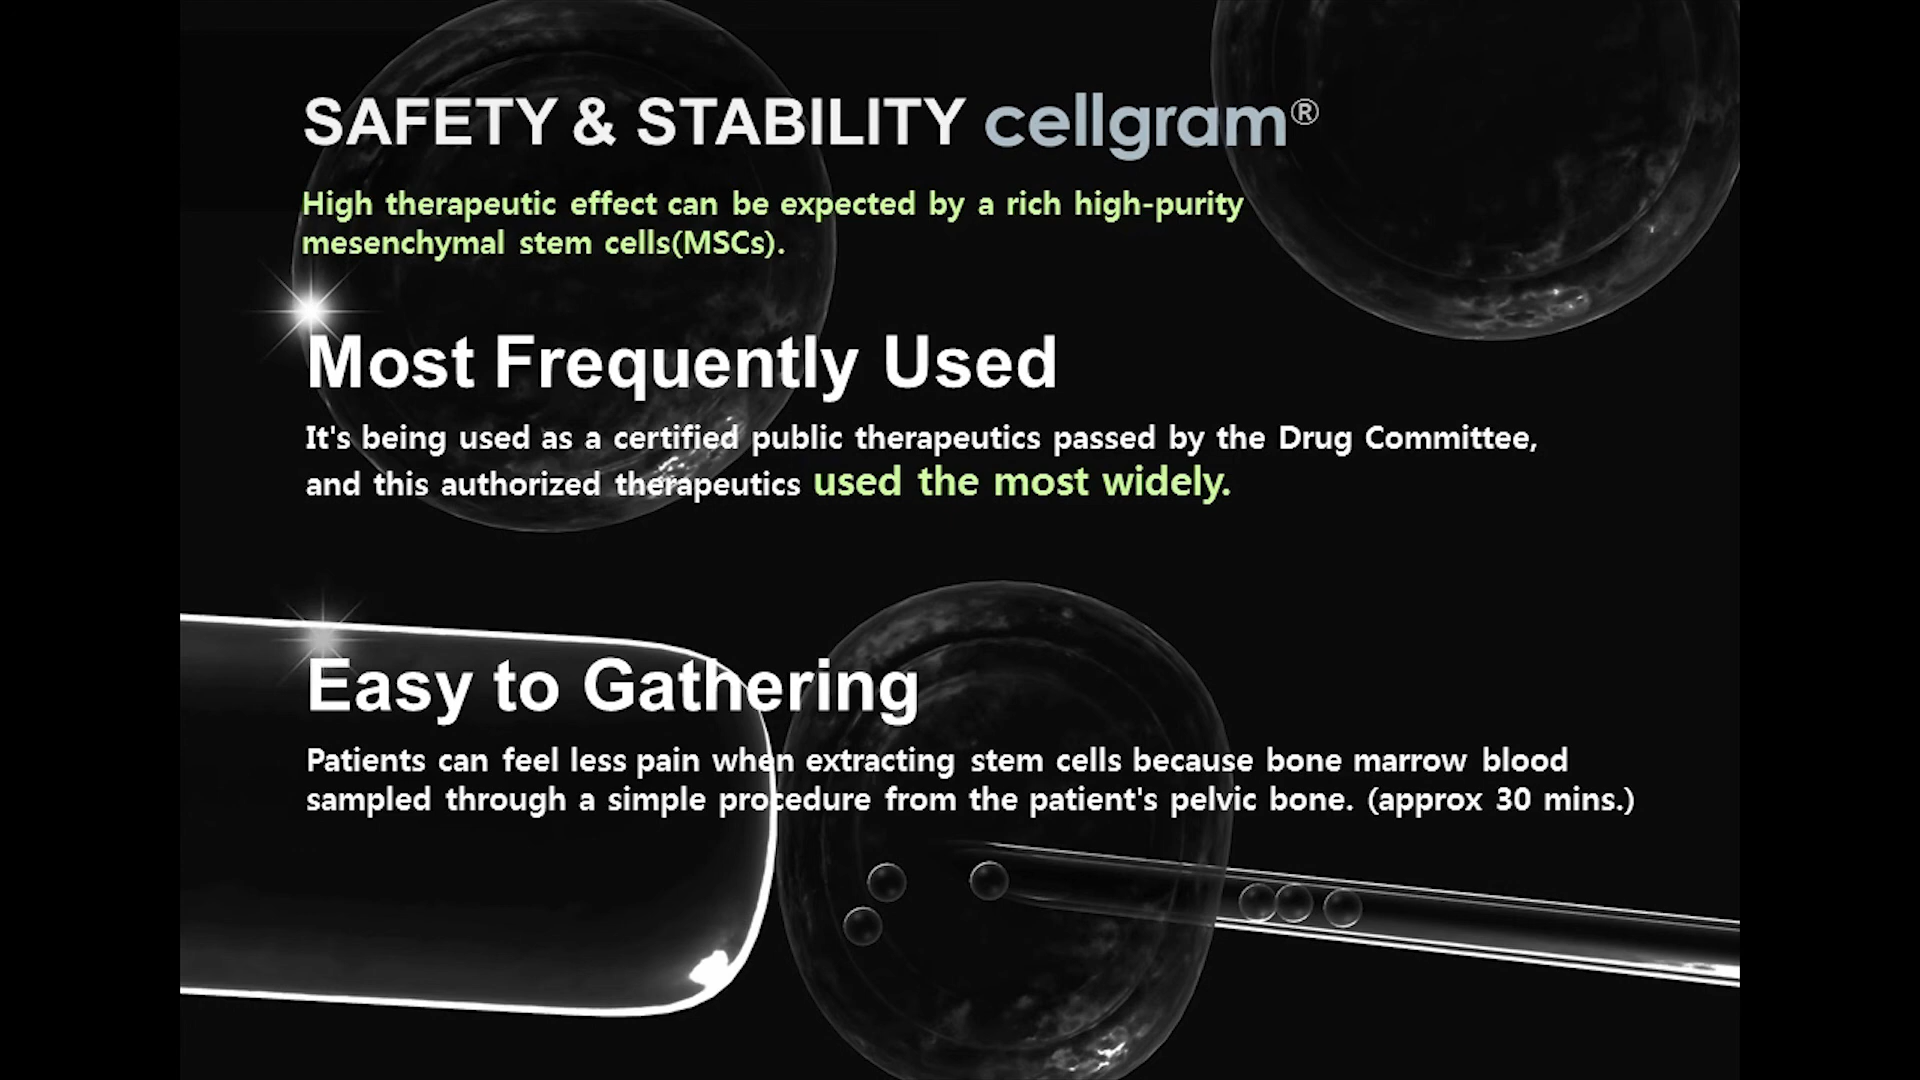 SAFETY & STABILITY cellgram®
High therapeutic effect can be expected by a rich high-purity
mesenchymal stem cells(MSCs).
Most Frequently Used
It's being used as a certified public therapeutics passed by the Drug Committee,
and this authorized therapeutics used the most widely.
Easy to Gathering
Patients can feel less pain when extracting stem cells because bone marrow blood
sampled through a simple procedure from the patient's pelvic bone. (approx 30 mins.)